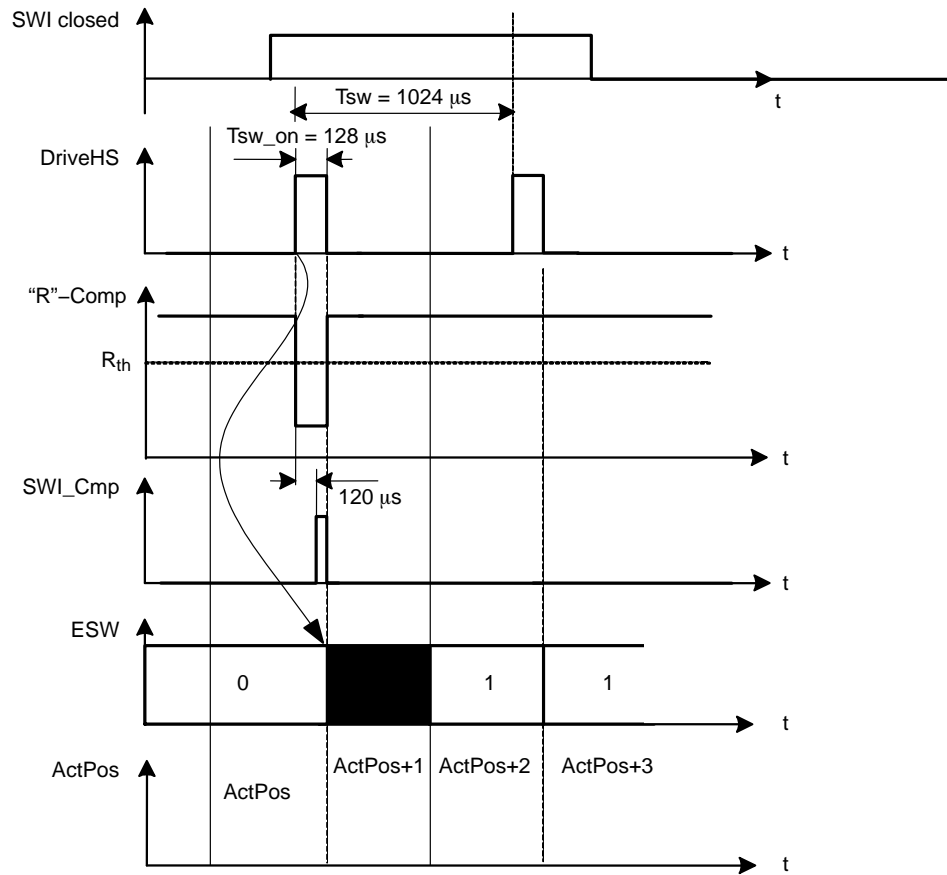 SWI closed
t
Tsw = 1024 μs
Tsw_on = 128 μs
DriveHS
t
“R”−Comp
Rth
t
SWI_Cmp
120 μs
t
ESW
0
1
1
t
ActPos
ActPos
ActPos+1
ActPos+2
ActPos+3
t